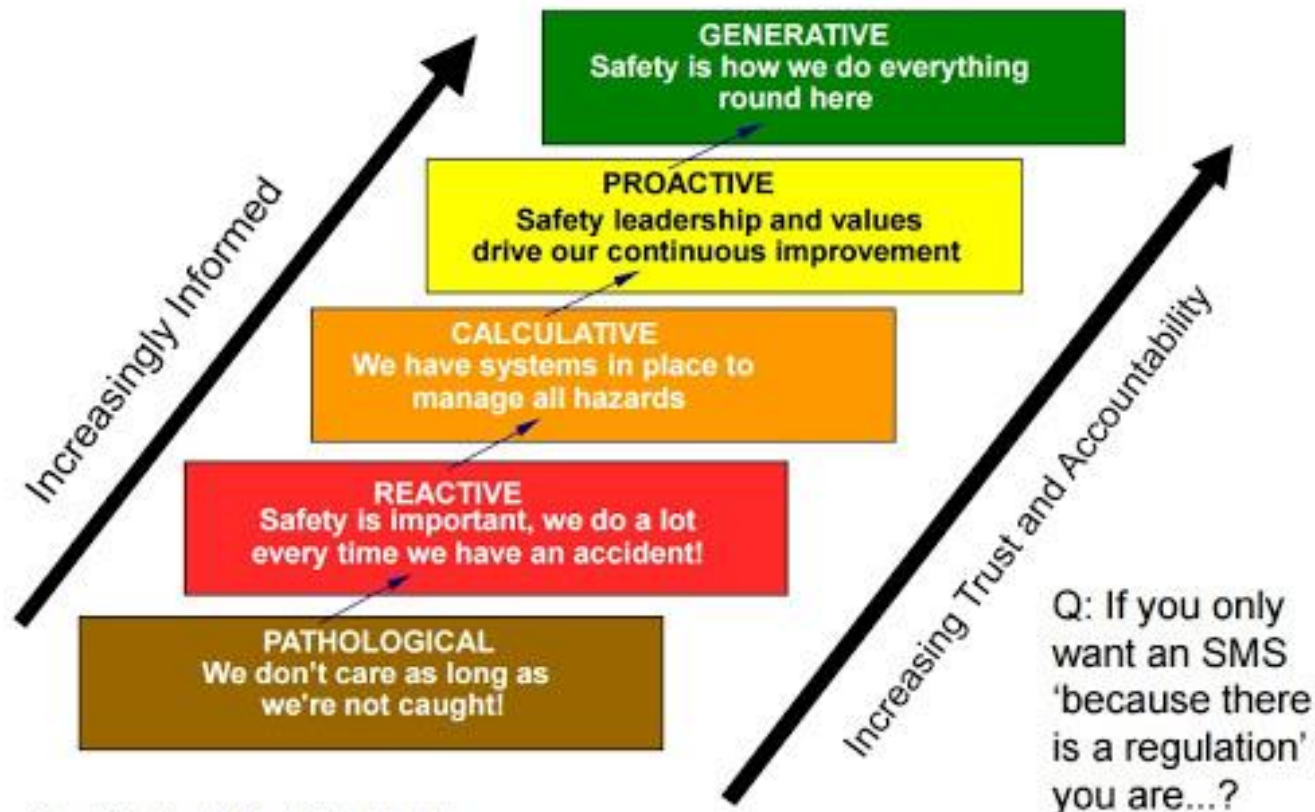 GENERATIVE
Safety is how we do everything
round here
PROACTIVE
Safety leadership and values
drive our continuous improvement
CALCULATIVE
We have systems in place to
manage all hazards
REACTIVE
Safety is important, we do a lot
every time we have an accident!
PATHOLOGICAL
We don't care as long as
we're not caught!
Increasingly Informed
Increasing Trust and Accountability
Q: If you only
want an SMS
‘because there
is a regulation’
you are...?